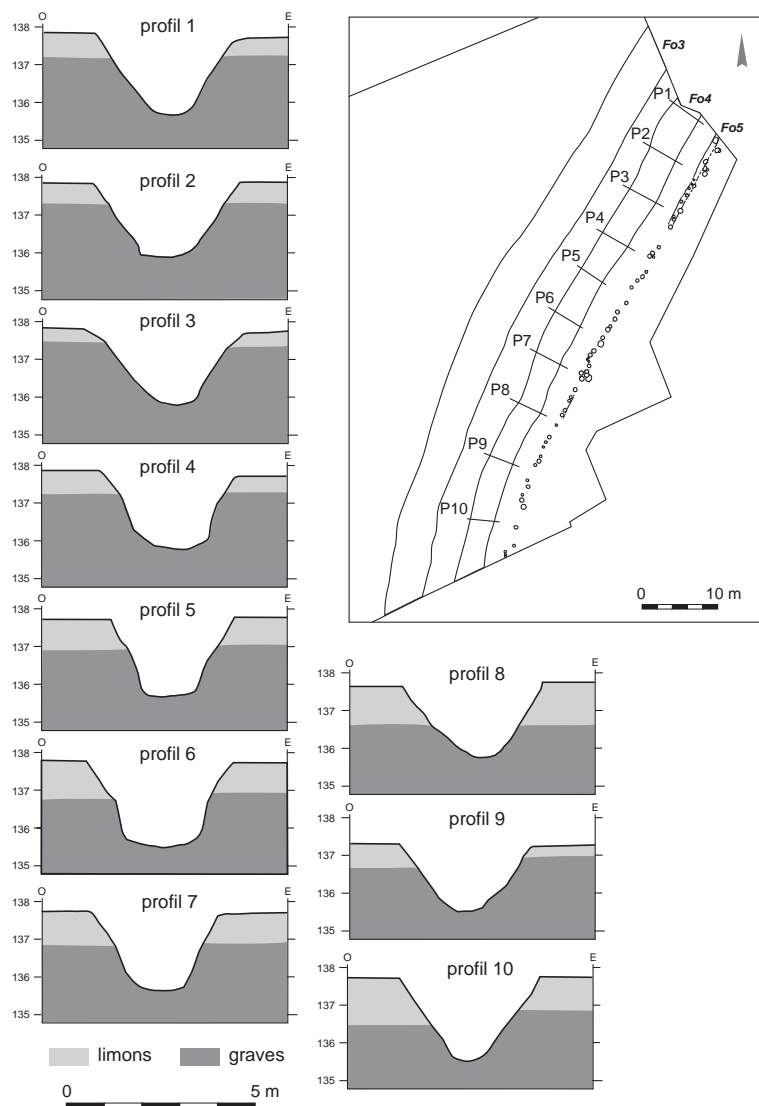 O E
profil 1
138
137
136
135
O E
profil 2
138
137
136
135
O E
profil 3
138
137
136
135
O E
profil 4
138
137
136
135
O E
profil 5
138
137
136
135
O E
profil 6
138
137
136
135
O E
profil 7
138
137
136
135
limons graves
0 5 m
Fo3
P1
Fo4
P2
Fo5
P3
P4
P5
P6
P7
P8
P9
P10
0 10 m
O E
profil 8
138
137
136
135
O E
profil 9
138
137
136
135
O E
profil 10
138
137
136
135